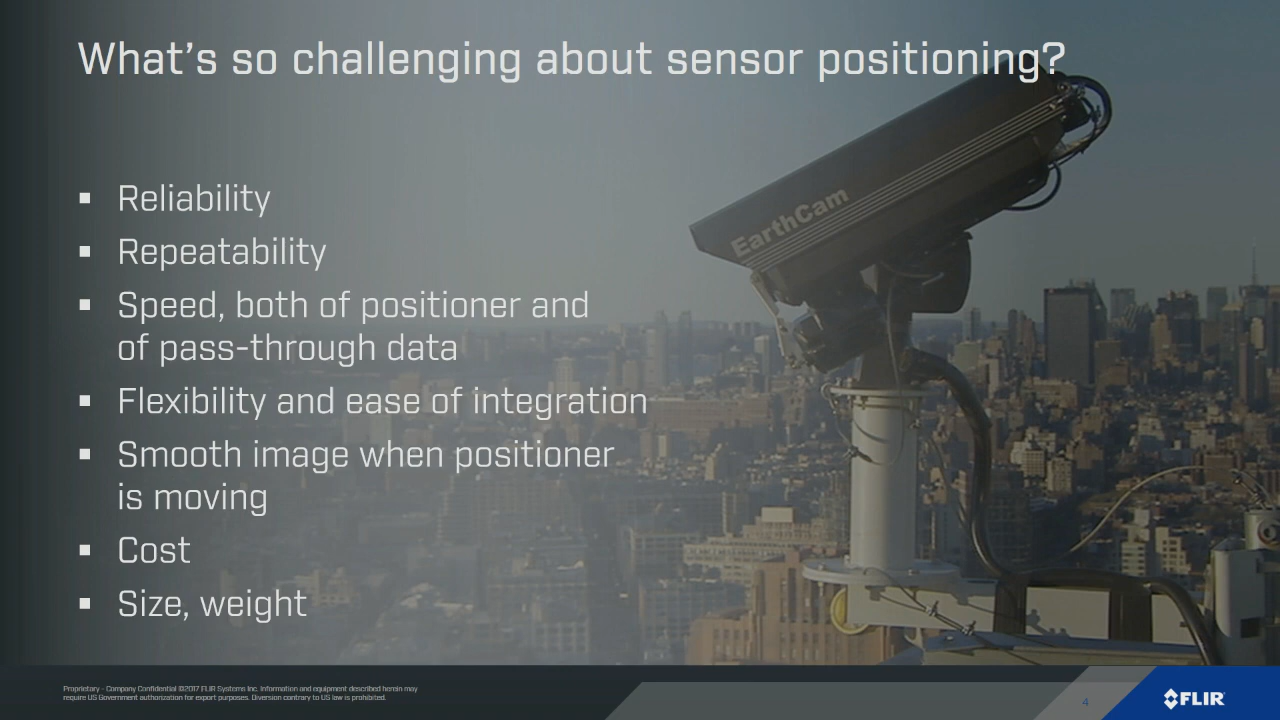 What's so challenging about sensor positioning?
▪ Reliability
▪ Repeatability
▪ Speed, both of positioner and
of pass-through data
▪ Flexibility and ease of integration
▪ Smooth image when positioner
is moving
▪ Cost
▪ Size, weight
EarthCam
Proprietary - Company Confidential ©2017 FLIR Systems Inc. Information and equipment described herein may
require US Government authorization for export purposes. Diversion contrary to US law is prohibited.
4
FLIR